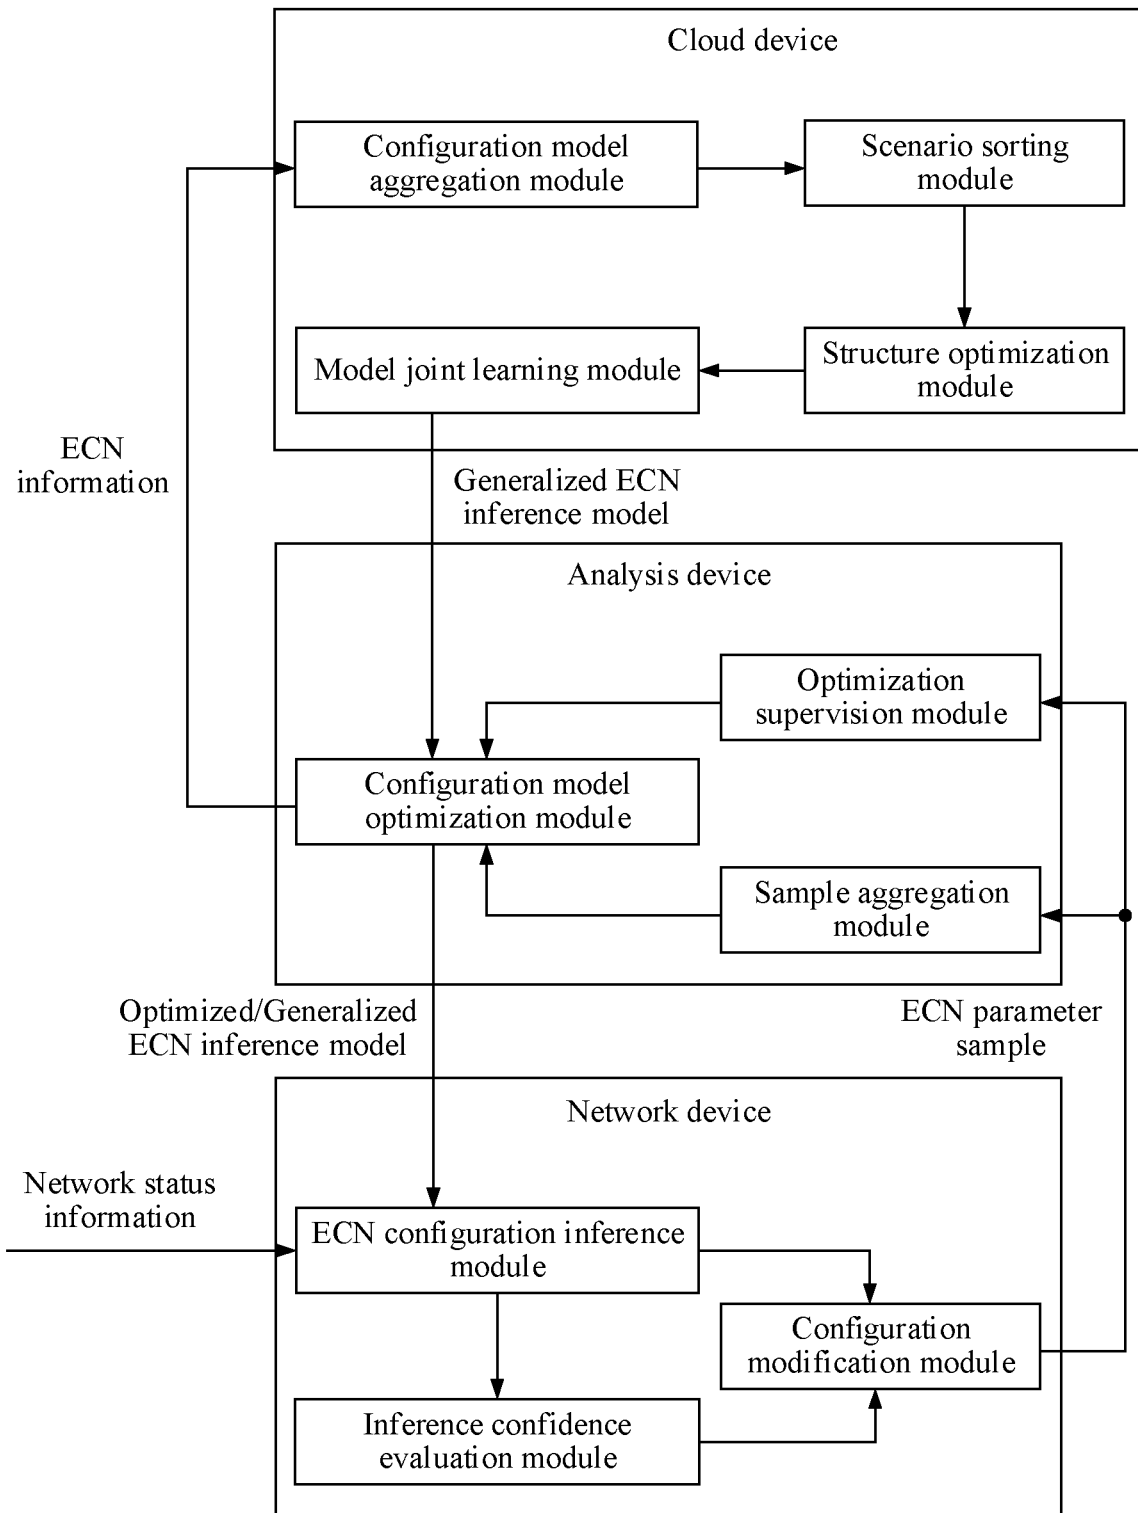 Cloud device
Configuration model
aggregation module
Scenario sorting
module
Model joint learning module
Structure optimization
module
ECN
information
Generalized ECN
inference model
Analysis device
Optimization
supervision module
Configuration model
optimization module
Sample aggregation
module
Optimized/Generalized
ECN inference model
ECN parameter
sample
Network device
Network status
information
ECN configuration inference
module
Configuration
modification module
Inference confidence
evaluation module